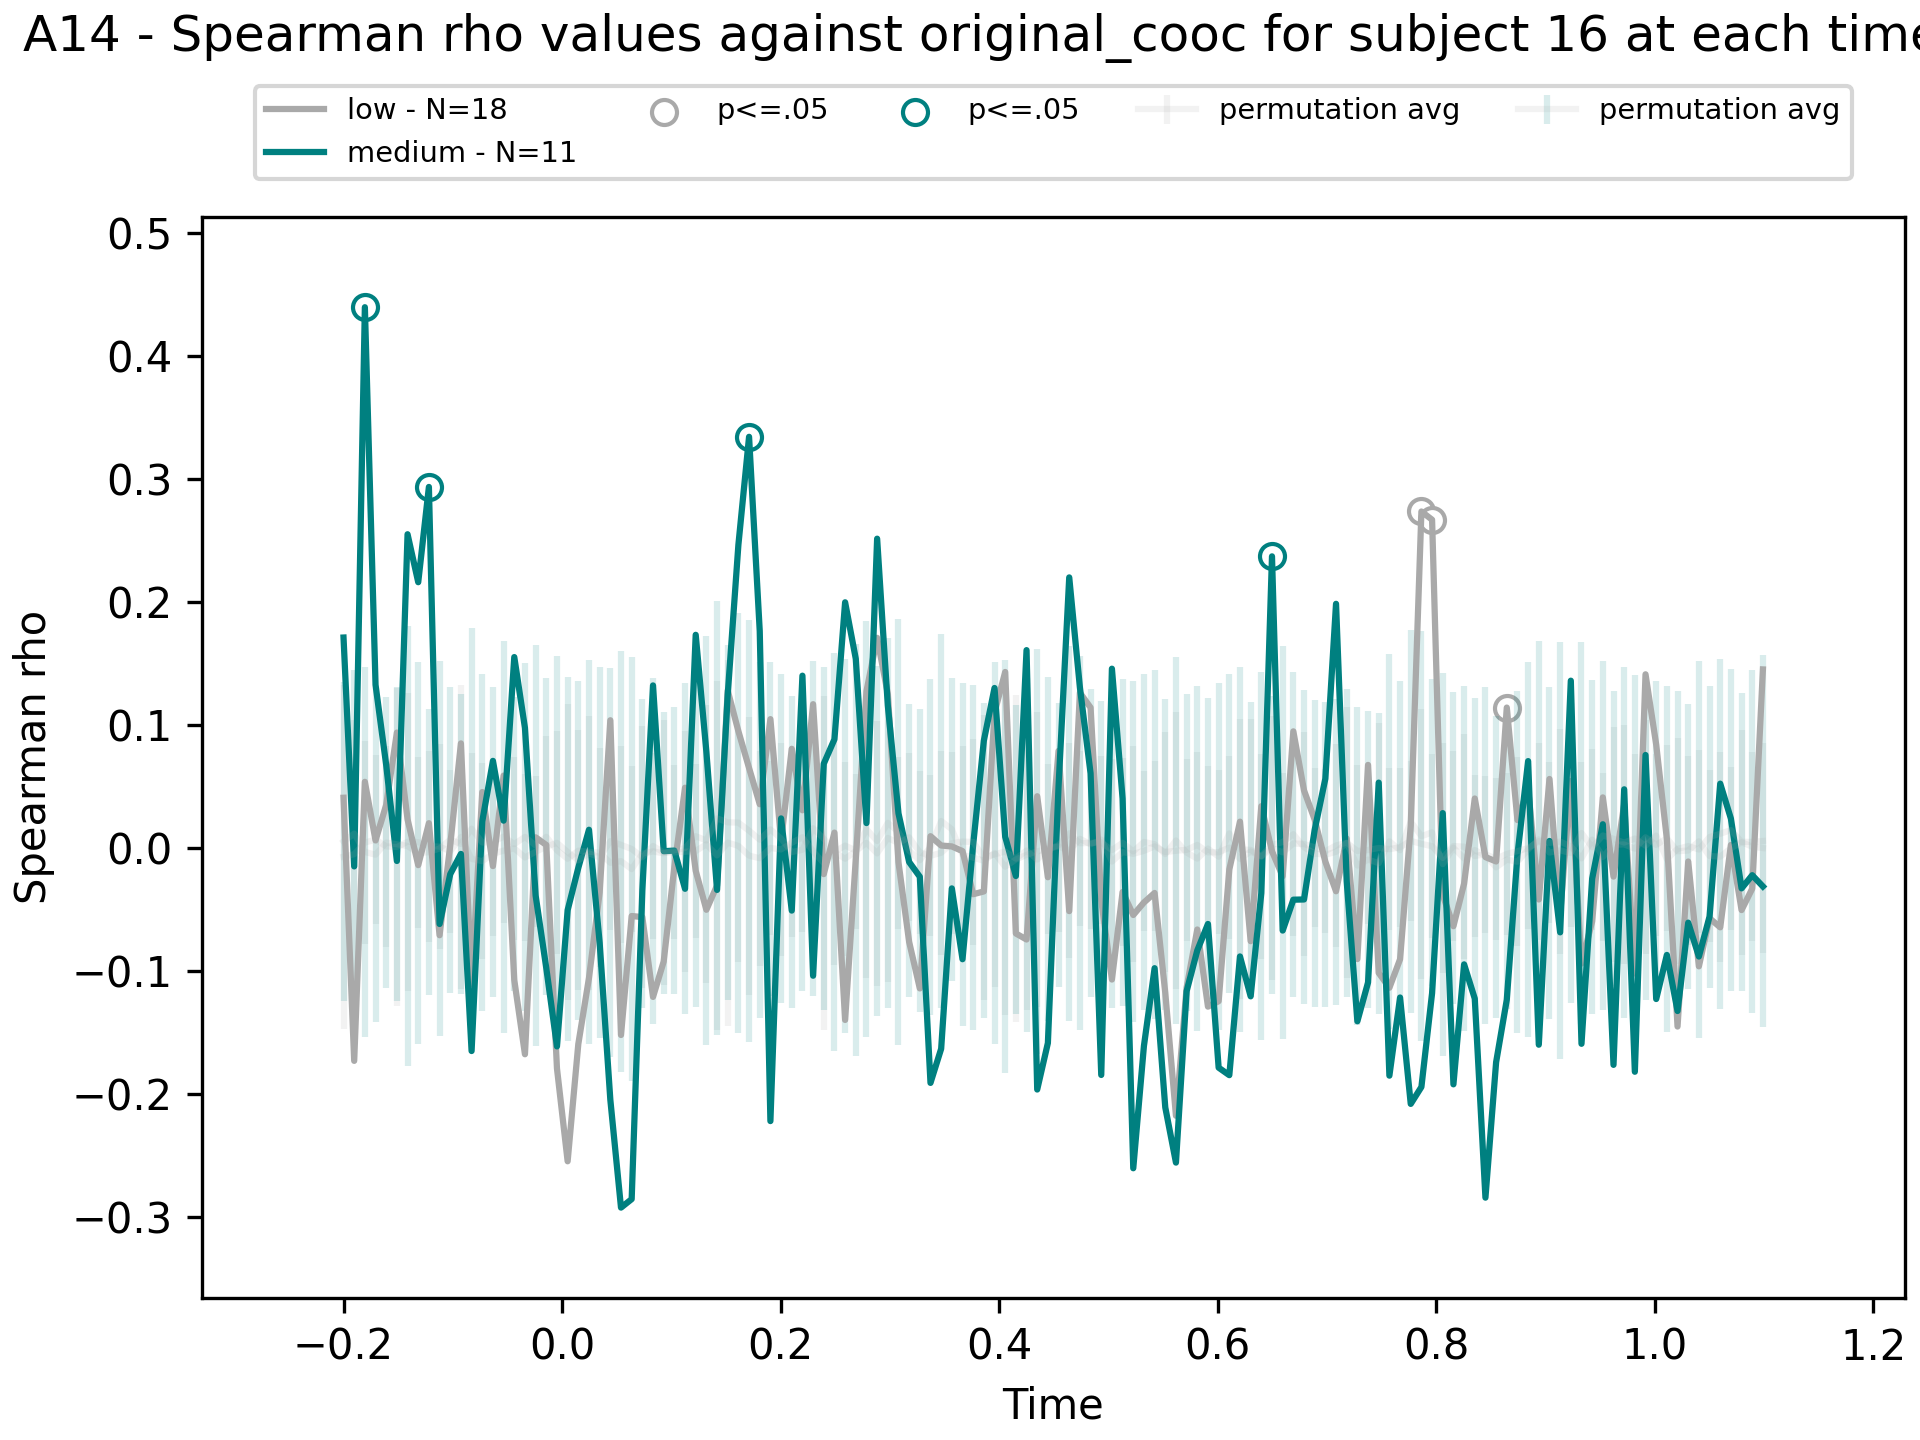 A14 - Spearman rho values against original_cooc for subject 16 at each time
low - N=18
medium - N=11
p<=.05
p<=.05
permutation avg
permutation avg
0.5
0.4
0.3
0.2
0.1
0.0
−0.1
−0.2
−0.3
Spearman rho
−0.2 0.0 0.2 0.4 0.6 0.8 1.0 1.2
Time